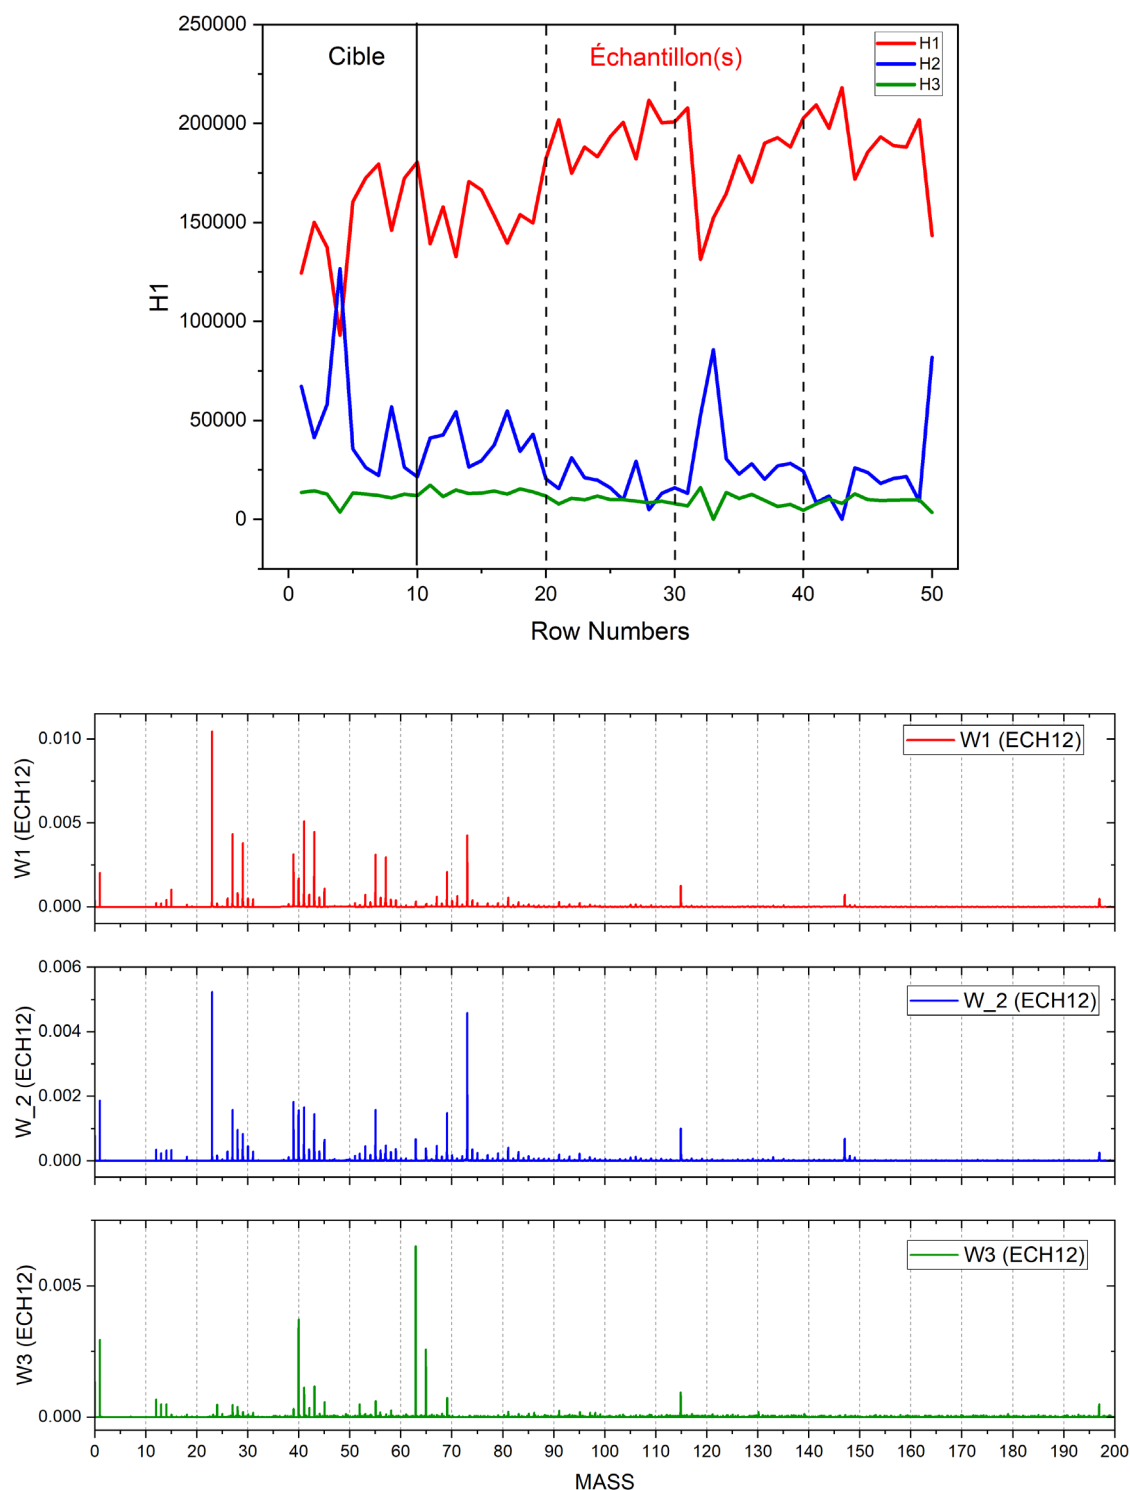 250000
Cible
Échantillon(s)
H1
H2
H3
200000
150000
H1
100000
50000
0
0 10 20 30 40 50
Row Numbers
0.010
W1 (ECH12)
W1 (ECH12)
0.005
0.000
0.006
W_2 (ECH12)
W_2 (ECH12)
0.004
0.002
0.000
W3 (ECH12)
W3 (ECH12)
0.005
0.000
0 10 20 30 40 50 60 70 80 90 100 110 120 130 140 150 160 170 180 190 200
MASS